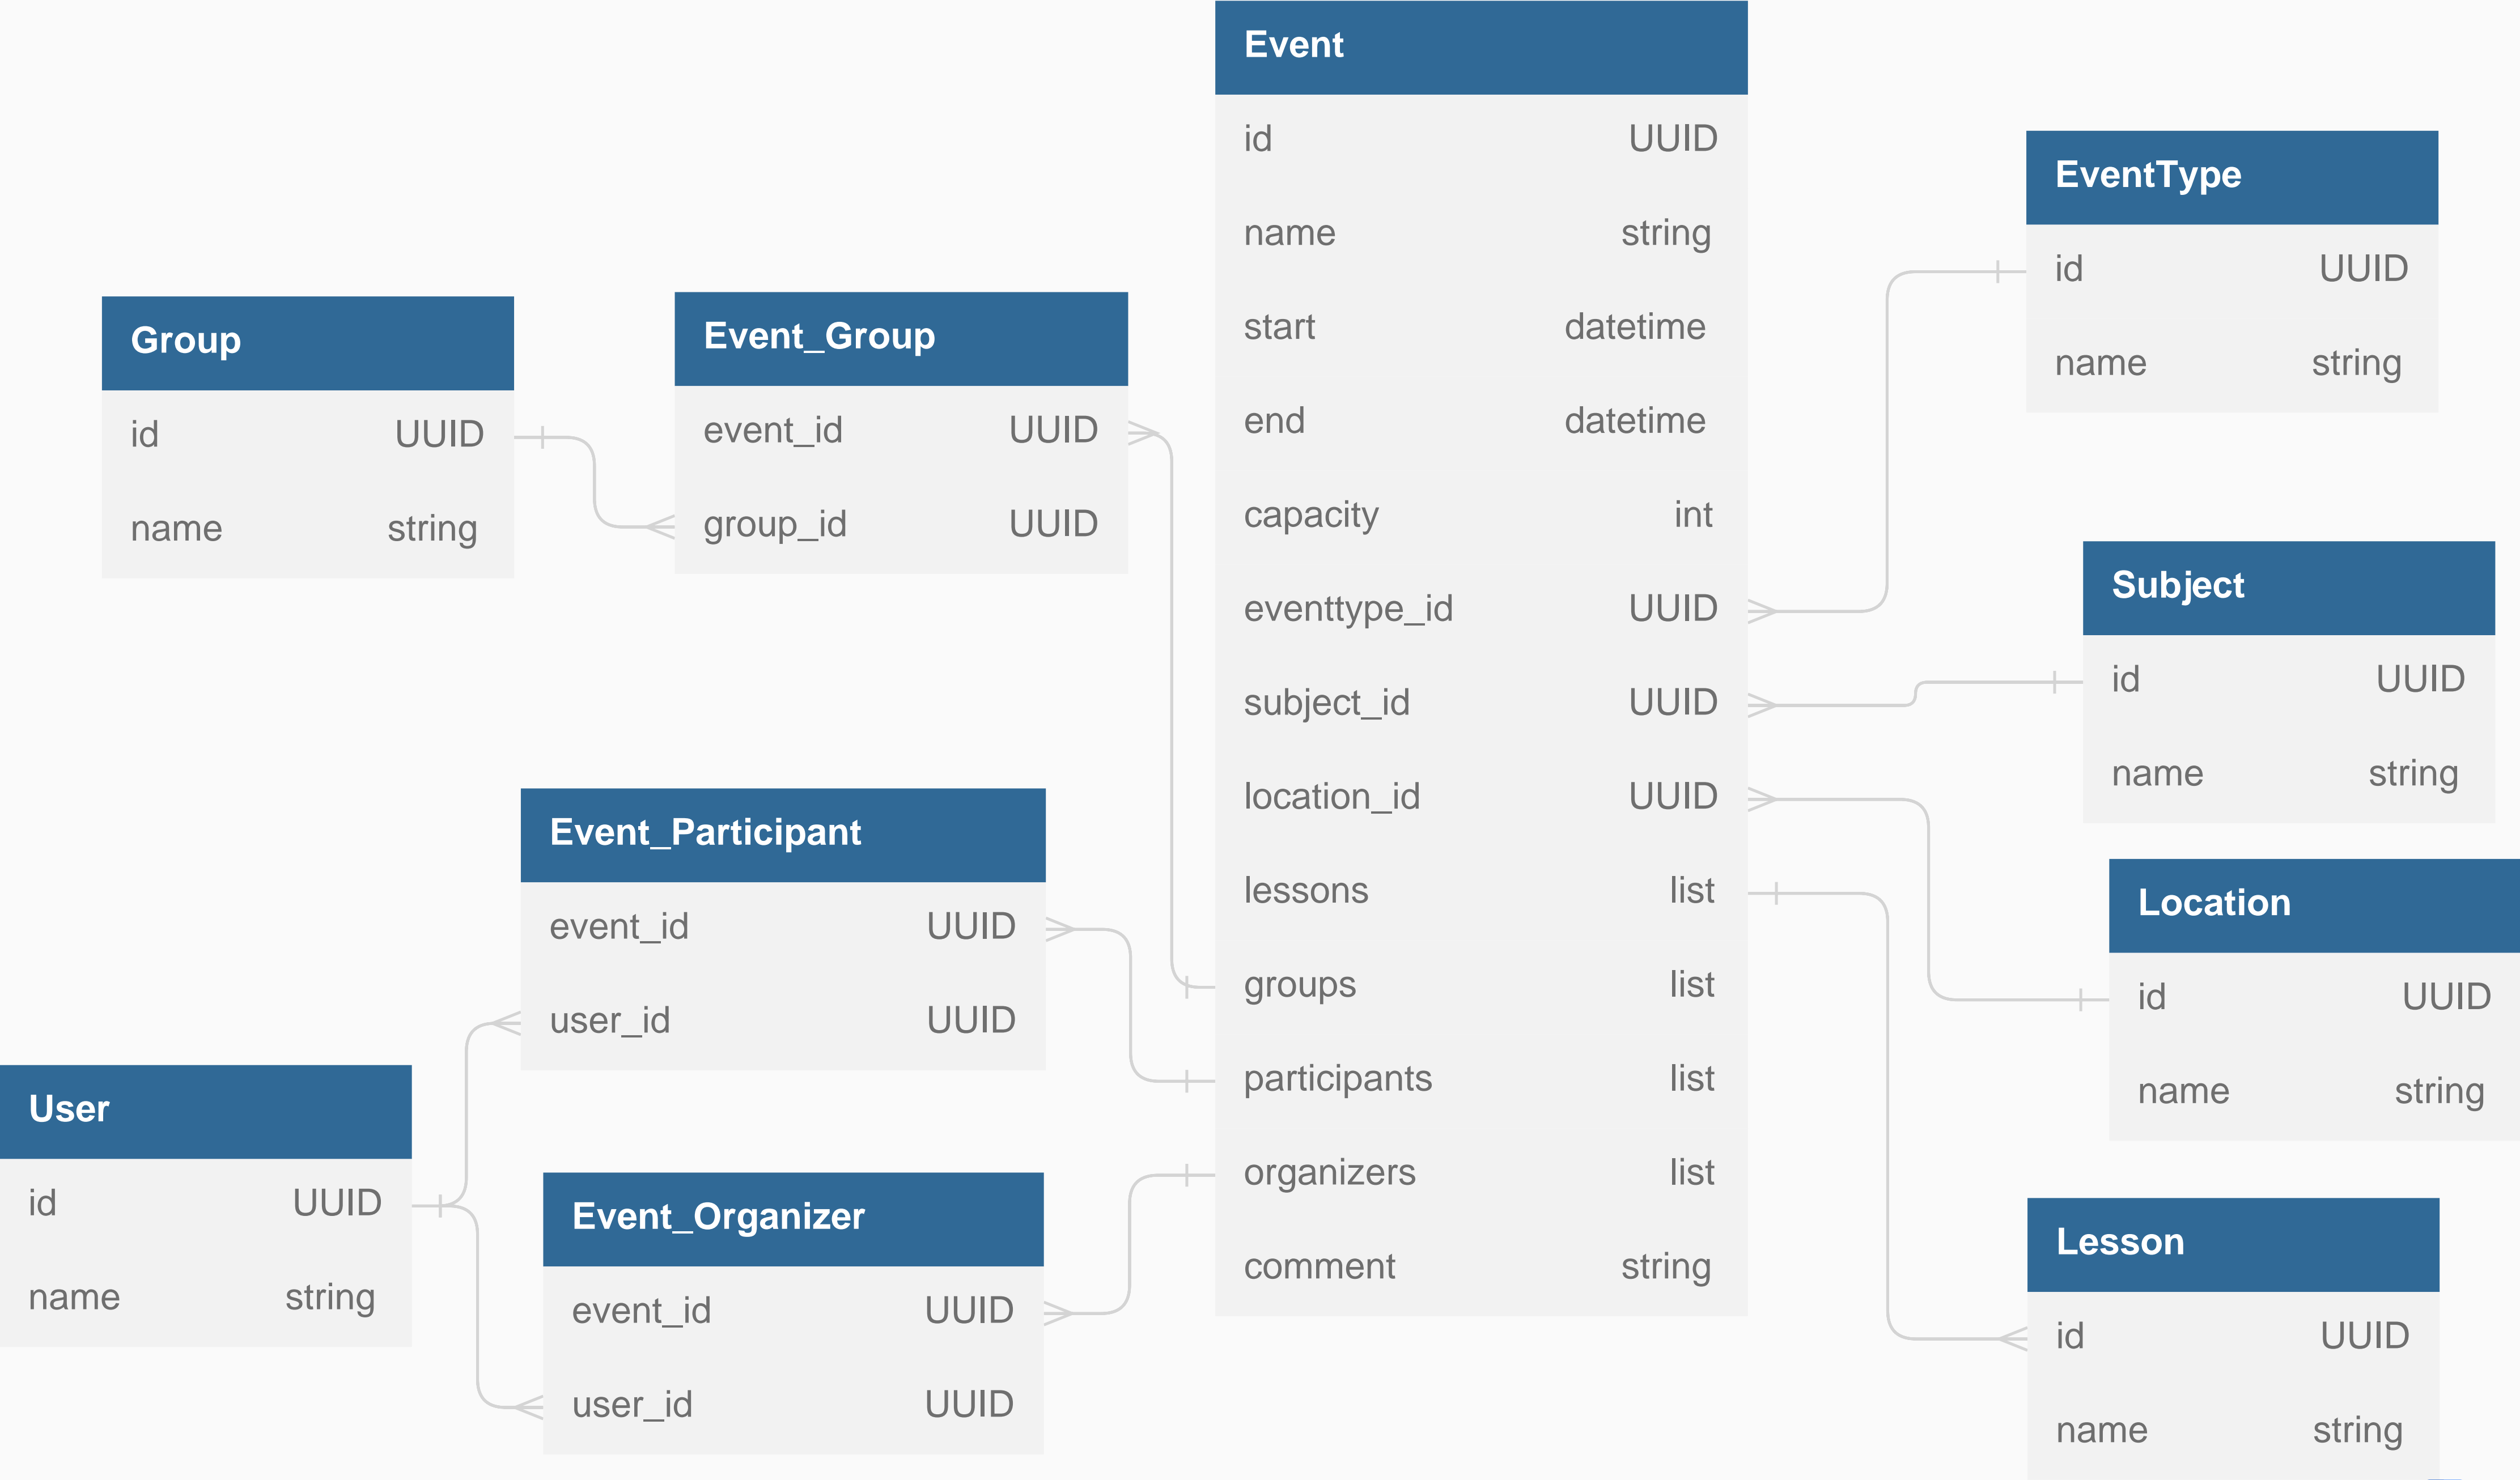 Event
id UUID
name string
start datetime
end datetime
capacity int
eventtype_id UUID
subject_id UUID
location_id UUID
lessons list
groups list
participants list
organizers list
comment string
EventType
id UUID
name string
Group
id UUID
name string
Event_Group
event_id UUID
group_id UUID
Subject
id UUID
name string
Event_Participant
event_id UUID
user_id UUID
Location
id UUID
name string
User
id UUID
name string
Event_Organizer
event_id UUID
user_id UUID
Lesson
id UUID
name string